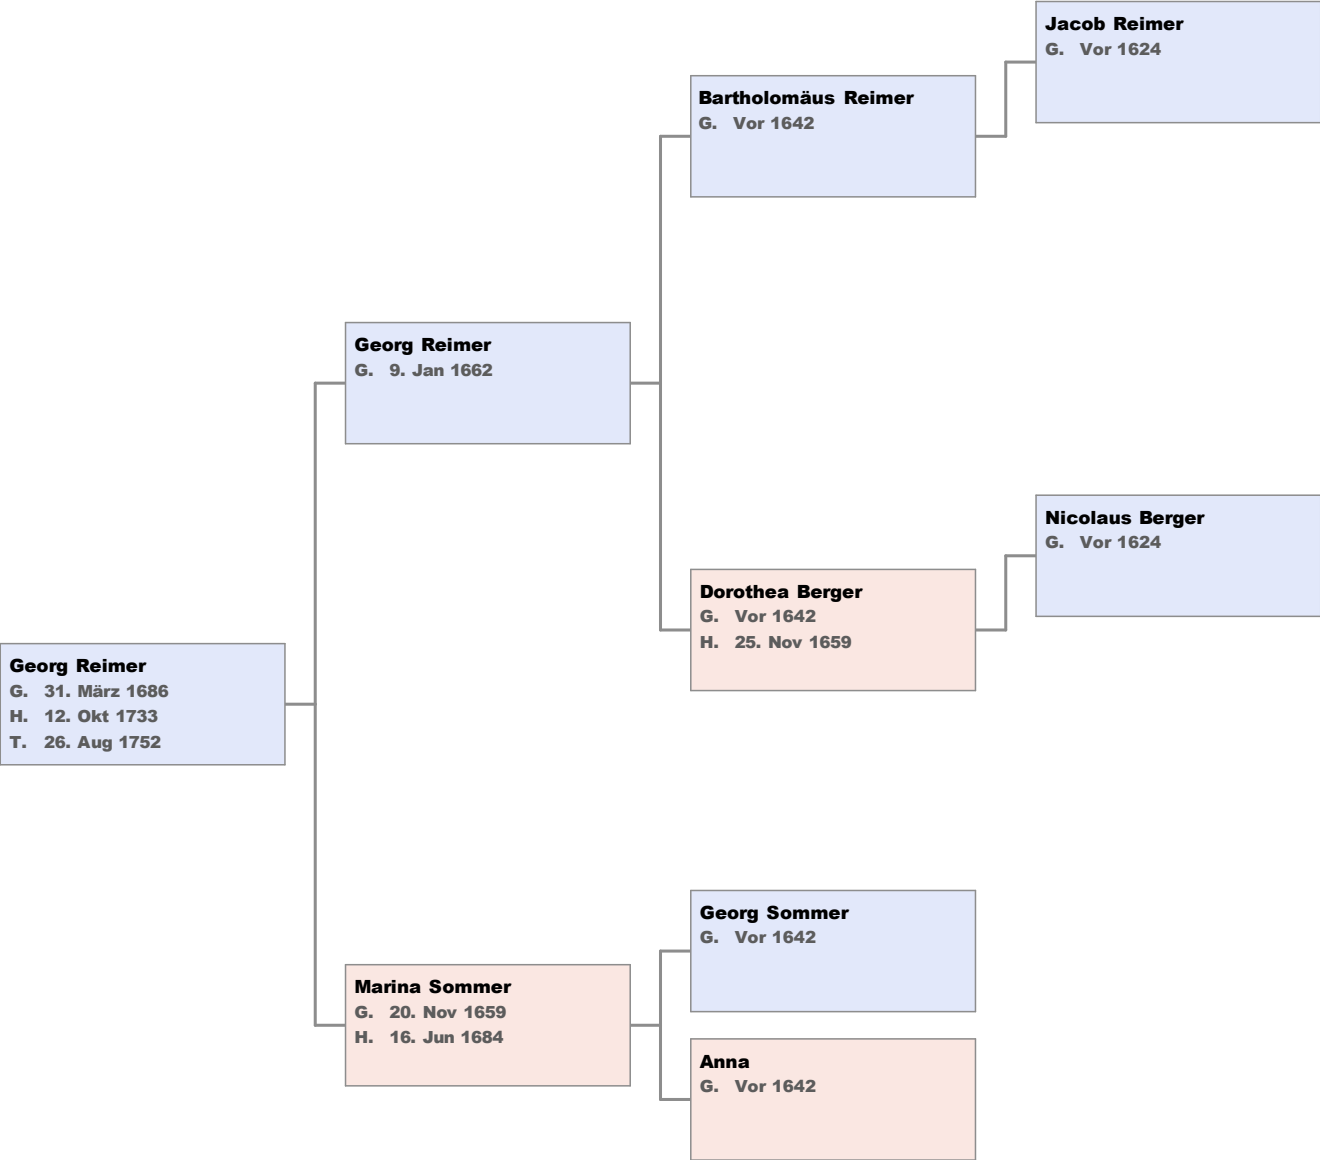 Jacob Reimer
G. Vor 1624
Bartholomäus Reimer
G. Vor 1642
Georg Reimer
G. 9. Jan 1662
Nicolaus Berger
G. Vor 1624
Dorothea Berger
G. Vor 1642
H. 25. Nov 1659
Georg Reimer
G. 31. März 1686
H. 12. Okt 1733
T. 26. Aug 1752
Georg Sommer
G. Vor 1642
Marina Sommer
G. 20. Nov 1659
H. 16. Jun 1684
Anna
G. Vor 1642